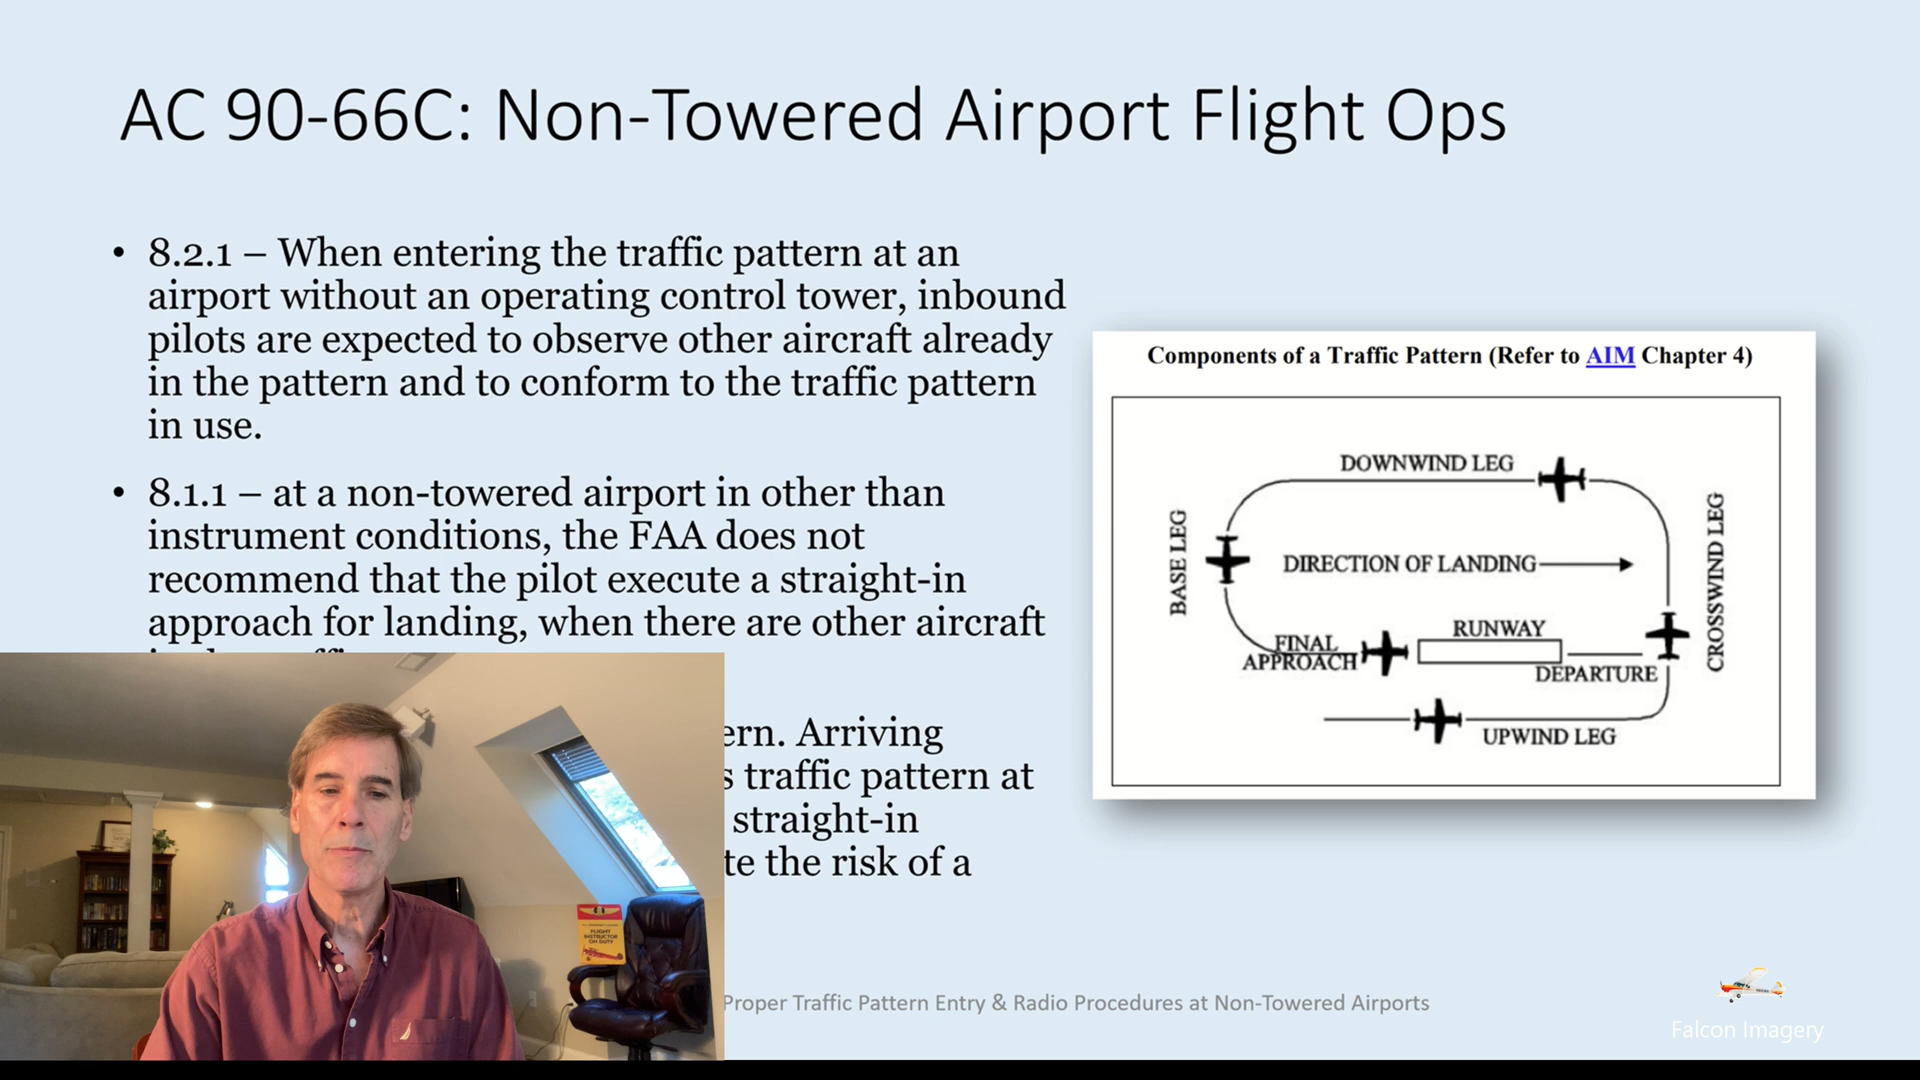 AC 90-66C: Non-Towered Airport Flight Ops
• 8.2.1 – When entering the traffic pattern at an
airport without an operating control tower, inbound
pilots are expected to observe other aircraft already
in the pattern and to conform to the traffic pattern
in use.
• 8.1.1 – at a non-towered airport in other than
instrument conditions, the FAA does not
recommend that the pilot execute a straight-in
approach for landing, when there are other aircraft
ern. Arriving
s traffic pattern at
straight-in
te the risk of a
Components of a Traffic Pattern (Refer to AIM Chapter 4)
DOWNWIND LEG
BASE LEG
CROSSWIND LEG
DIRECTION OF LANDING
RUNWAY
FINAL
APPROACH
DEPARTURE
UPWIND LEG
FLIGHT
INSTRUCTOR
ON DUTY
Proper Traffic Pattern Entry & Radio Procedures at Non-Towered Airports
Falcon Imagery